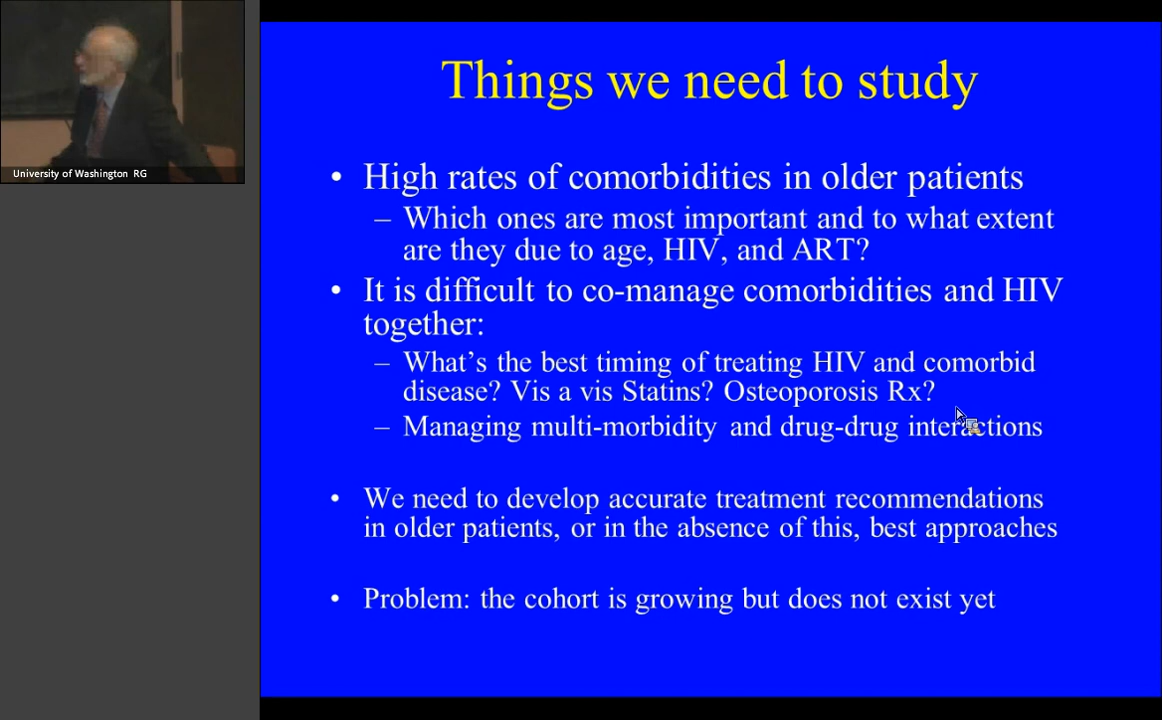 University of Washington RG
Things we need to study
• High rates of comorbidities in older patients
– Which ones are most important and to what extent
are they due to age, HIV, and ART?
• It is difficult to co-manage comorbidities and HIV
together:
– What's the best timing of treating HIV and comorbid
disease? Vis a vis Statins? Osteoporosis Rx?
– Managing multi-morbidity and drug-drug interactions
• We need to develop accurate treatment recommendations
in older patients, or in the absence of this, best approaches
• Problem: the cohort is growing but does not exist yet